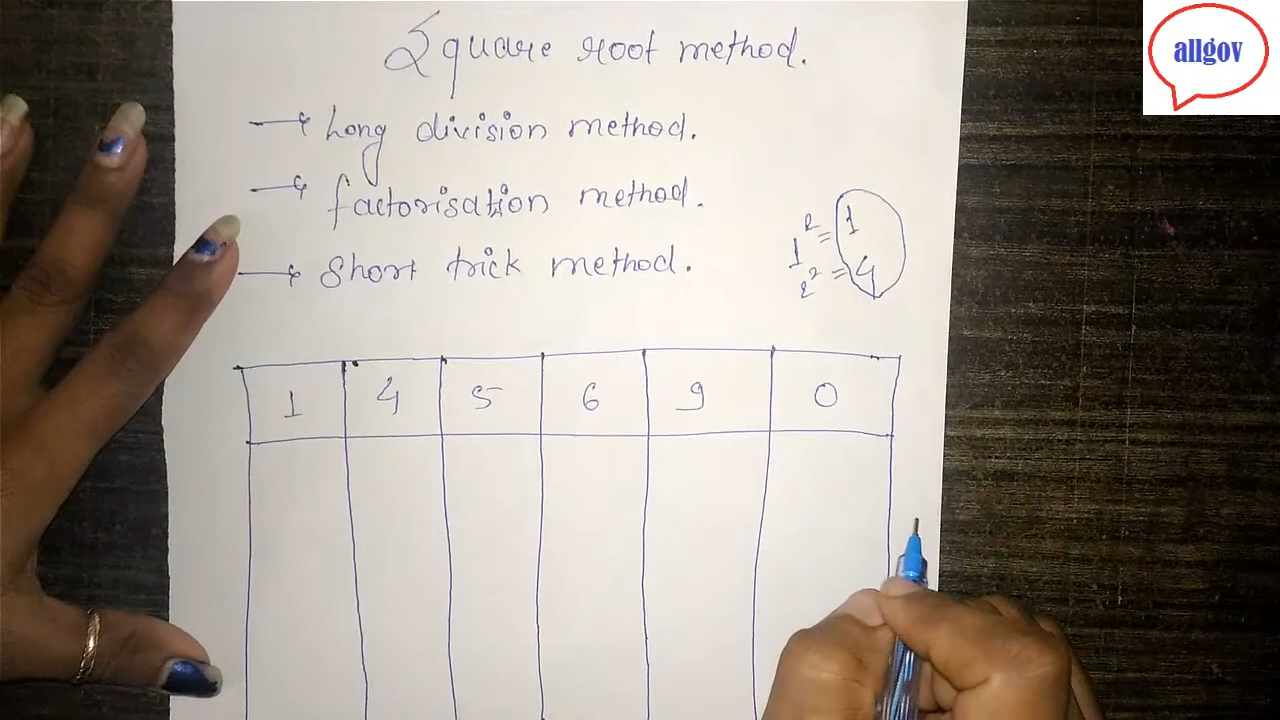 allgov
Square root method.
→ Long division method.
→ factorisation method.
→ Short trick method.
1² = 1
2² = 4
1 4 5 6 9 0